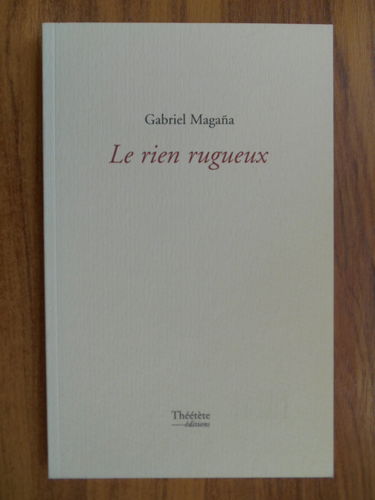 Gabriel Magaña
Le rien rugueux
Théétète
éditions